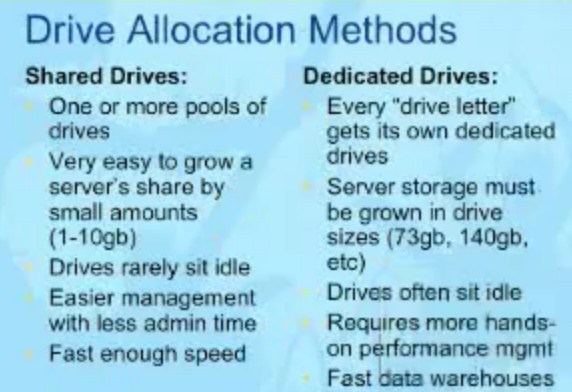 Drive Allocation Methods
Shared Drives:
One or more pools of
drives
Very easy to grow a
server's share by
small amounts
(1-10gb)
Drives rarely sit idle
Easier management
with less admin time
Fast enough speed
Dedicated Drives:
Every "drive letter"
gets its own dedicated
drives
Server storage must
be grown in drive
sizes (73gb, 140gb,
etc)
Drives often sit idle
Requires more hands-
on performance mgmt
Fast data warehouses